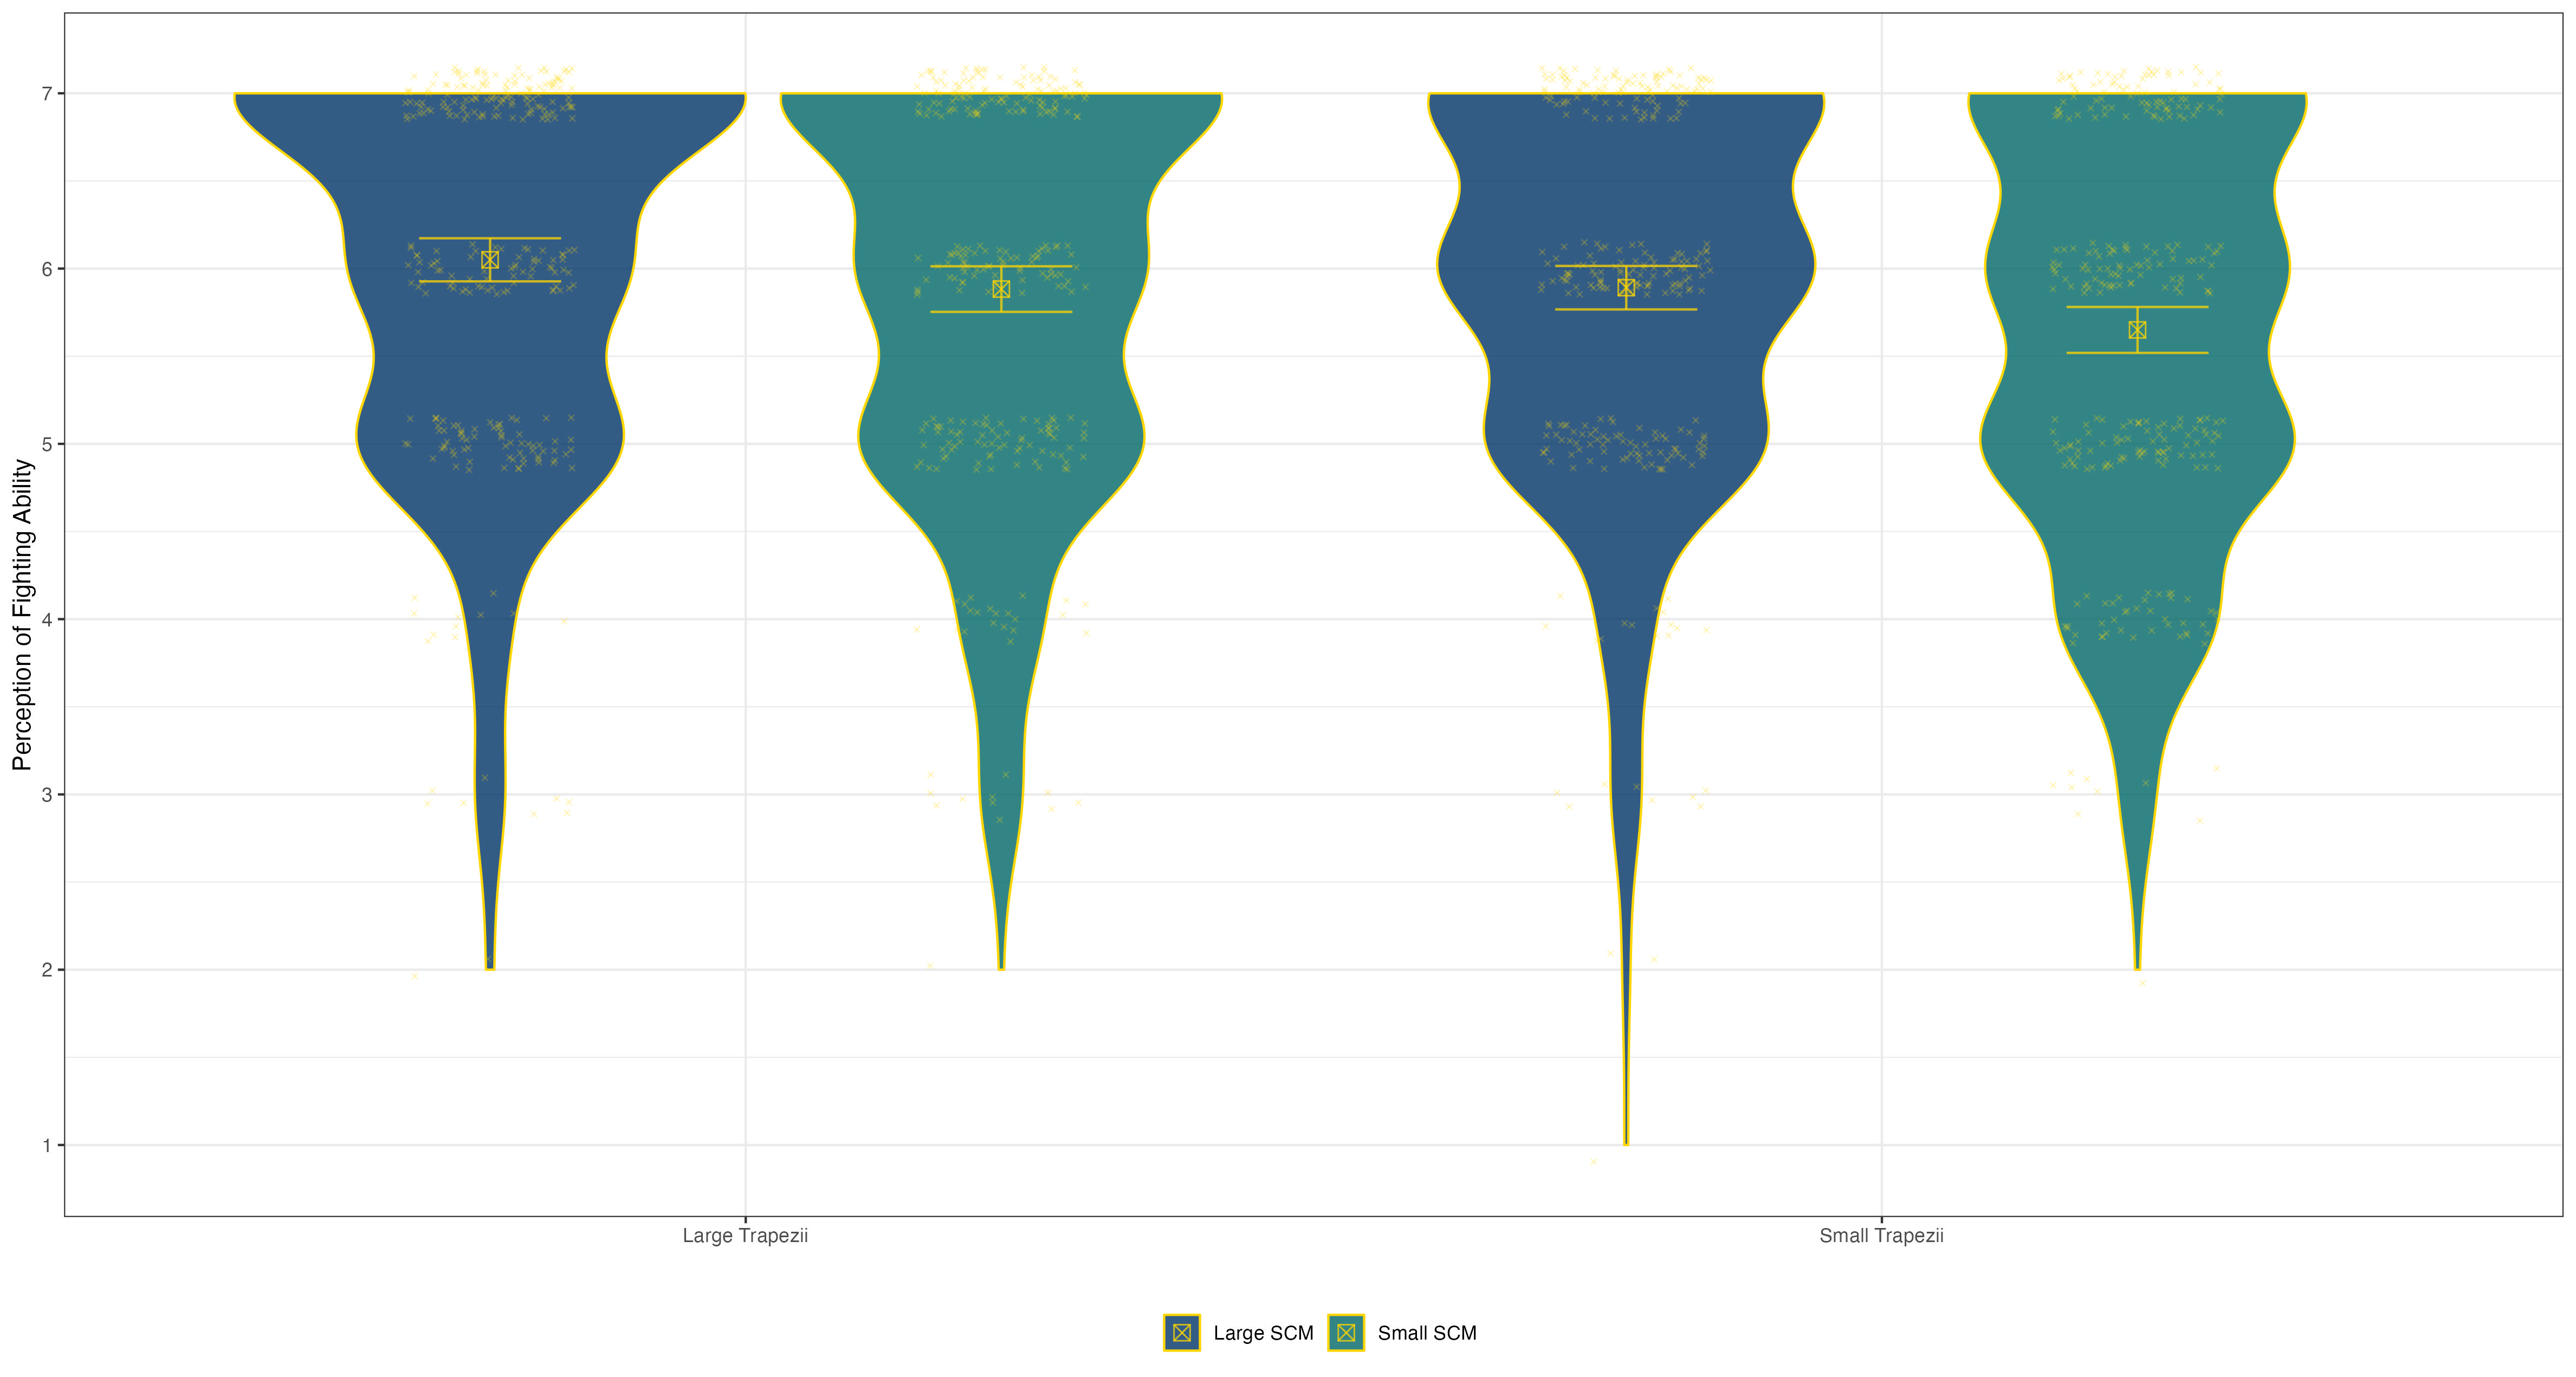 Perception of Fighting Ability
7
6
5
4
3
2
1
Large Trapezii
Small Trapezii
Large SCM
Small SCM